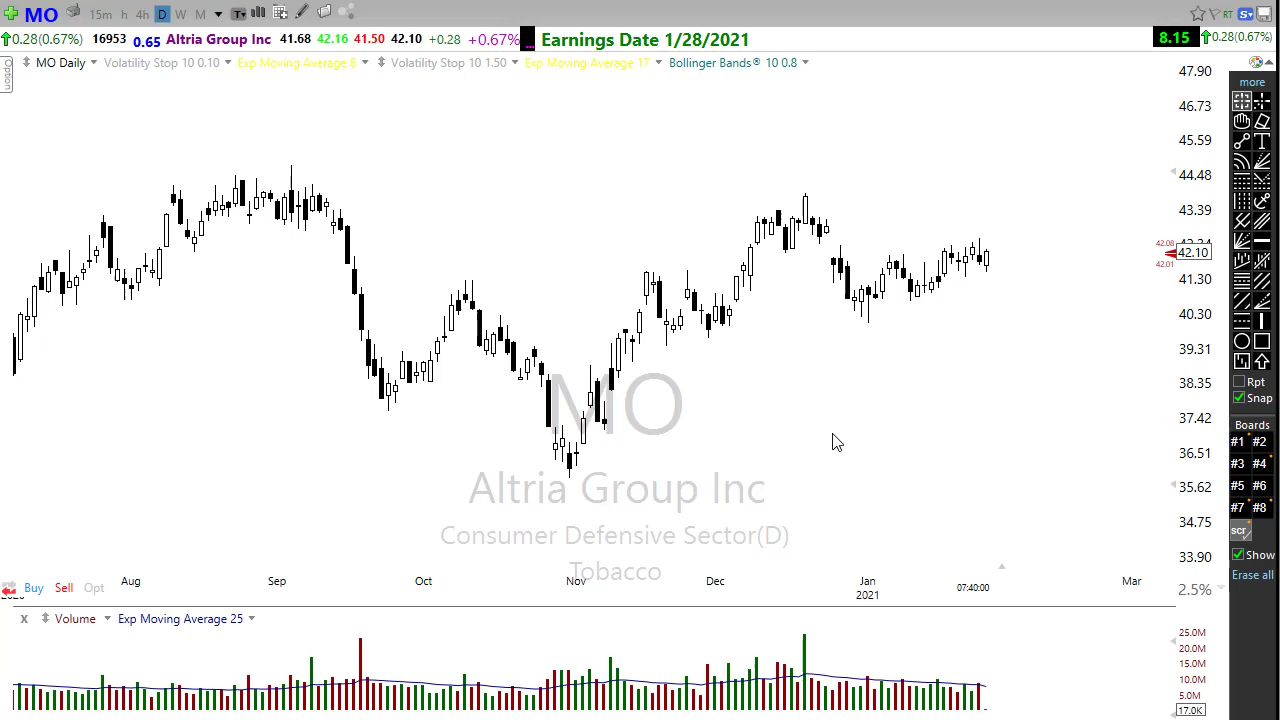 MO 15m h 4h D W M T
0.28(0.67%) 16953 0.65 Altria Group Inc 41.68 42.16 41.50 42.10 +0.28 +0.67% Earnings Date 1/28/2021 8.15 0.28(0.67%)
RT S
Option
MO Daily Volatility Stop 10 0.10 Exp Moving Average 8 Volatility Stop 10 1.50 Exp Moving Average 17 Bollinger Bands® 10 0.8
47.90
46.73
45.59
44.48
43.39
42.08
42.10
42.01
41.30
40.30
39.31
38.35
37.42
36.51
35.62
34.75
33.90
2.5%
more
Rpt
Snap
Boards
#1 #2
#3 #4
#5 #6
#7 #8
scr
Show
Erase all
MO
Altria Group Inc
Consumer Defensive Sector(D)
Tobacco
Aug Sep Oct Nov Dec Jan Mar
2021 07:40:00
Buy Sell Opt
X Volume Exp Moving Average 25
25.0M
20.0M
15.0M
10.0M
5.0M
17.0K